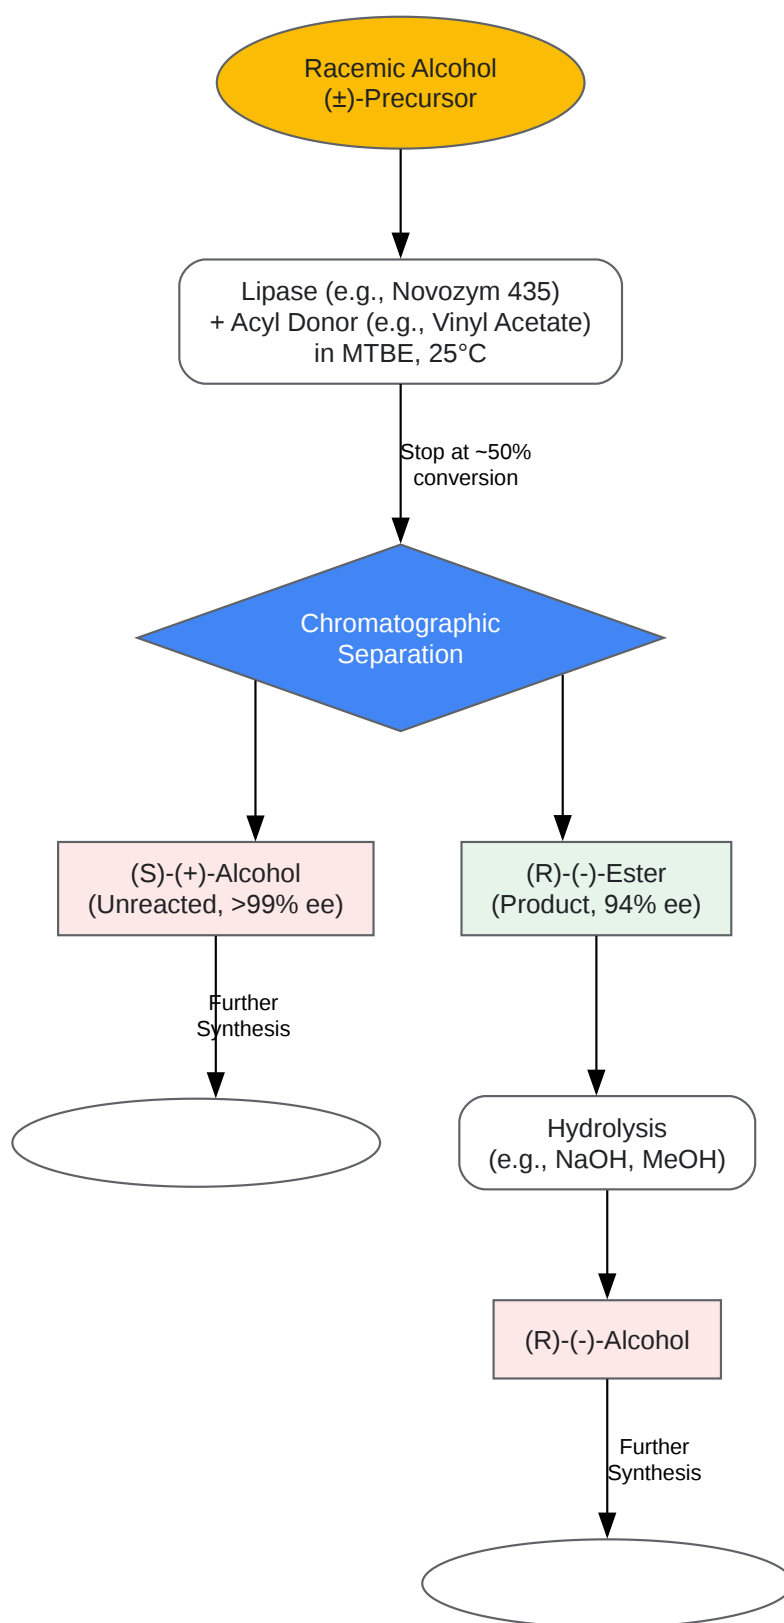 Racemic Alcohol
(±)-Precursor
Lipase (e.g., Novozym 435)
+ Acyl Donor (e.g., Vinyl Acetate)
in MTBE, 25°C
Stop at ~50%
conversion
Chromatographic
Separation
(S)-(+)-Alcohol
(Unreacted, >99% ee)
(R)-(-)-Ester
(Product, 94% ee)
Further
Synthesis
Hydrolysis
(e.g., NaOH, MeOH)
(R)-(-)-Alcohol
Further
Synthesis